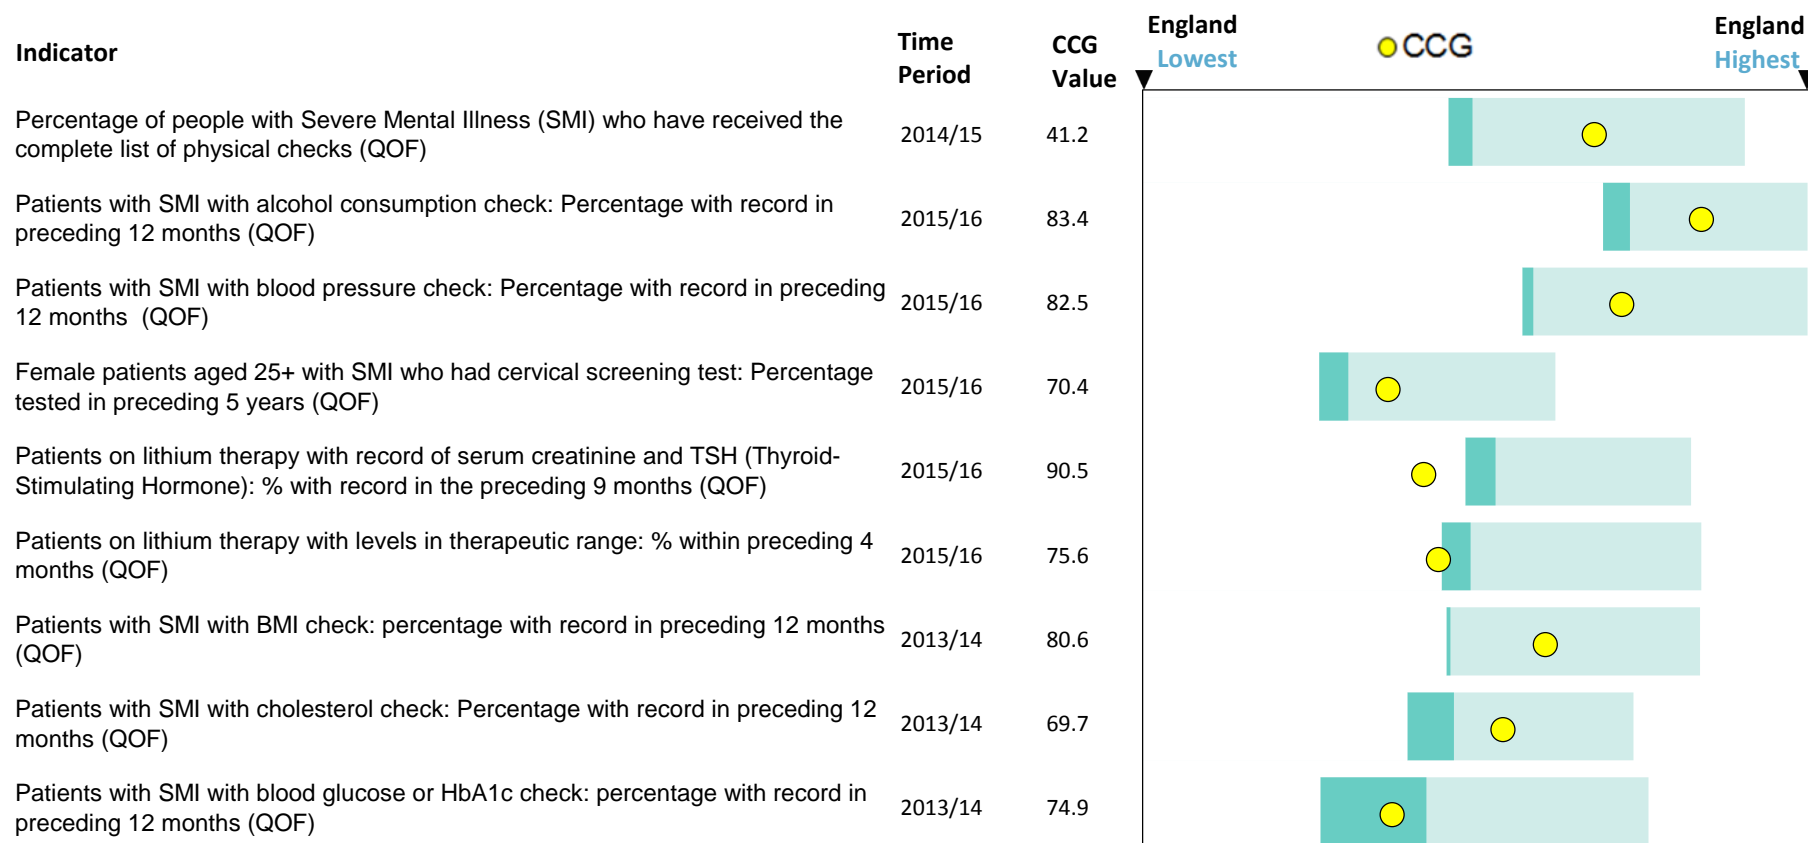 Indicator
Time
Period
CCG
Value
England
Lowest
CCG
England
Highest
Percentage of people with Severe Mental Illness (SMI) who have received the
complete list of physical checks (QOF)
2014/15
41.2
Patients with SMI with alcohol consumption check: Percentage with record in
preceding 12 months (QOF)
2015/16
83.4
Patients with SMI with blood pressure check: Percentage with record in preceding
12 months  (QOF)
2015/16
82.5
Female patients aged 25+ with SMI who had cervical screening test: Percentage
tested in preceding 5 years (QOF)
2015/16
70.4
Patients on lithium therapy with record of serum creatinine and TSH (Thyroid-
Stimulating Hormone): % with record in the preceding 9 months (QOF)
2015/16
90.5
Patients on lithium therapy with levels in therapeutic range: % within preceding 4
months (QOF)
2015/16
75.6
Patients with SMI with BMI check: percentage with record in preceding 12 months
(QOF)
2013/14
80.6
Patients with SMI with cholesterol check: Percentage with record in preceding 12
months (QOF)
2013/14
69.7
Patients with SMI with blood glucose or HbA1c check: percentage with record in
preceding 12 months (QOF)
2013/14
74.9